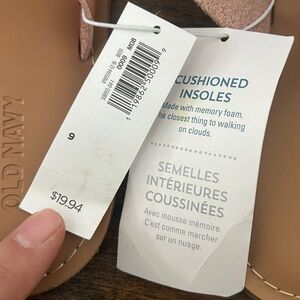 OLD NAVY
9
$19.94
CUSHIONED
INSOLES
Made with memory foam.
The closest thing to walking
on clouds.
SEMELLES
INTÉRIEURES
COUSSINÉES
Avec mousse mémoire.
C'est comme marcher
sur un nuage.